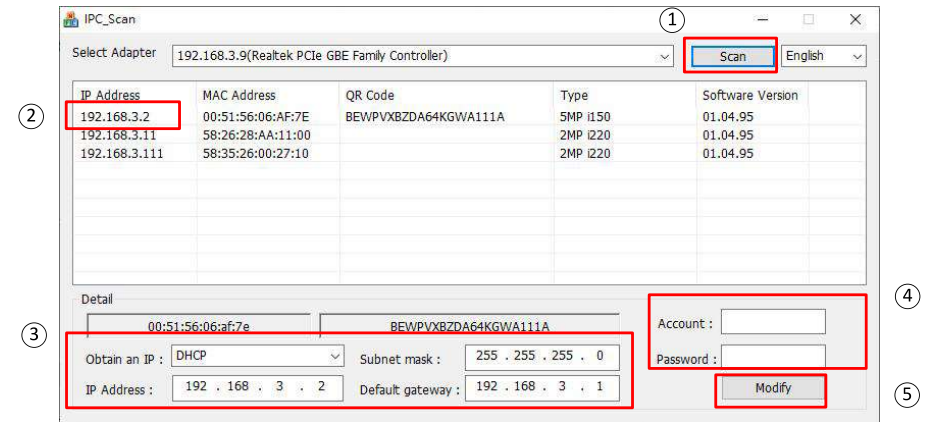 IPC_Scan
①
Select Adapter 192.168.3.9(Realtek PCIe GBE Family Controller) Scan English
IP Address MAC Address QR Code Type Software Version
② 192.168.3.2 00:51:56:06:AF:7E BEWPVXBZDA64KGWA111A 5MP i150 01.04.95
192.168.3.11 58:26:28:AA:11:00 2MP i220 01.04.95
192.168.3.111 58:35:26:00:27:10 2MP i220 01.04.95
Detail
④
00:51:56:06:af:7e BEWPVXBZDA64KGWA111A Account :
③
Obtain an IP : DHCP Subnet mask : 255 . 255 . 255 . 0 Password :
IP Address : 192 . 168 . 3 . 2 Default gateway : 192 . 168 . 3 . 1 Modify
⑤